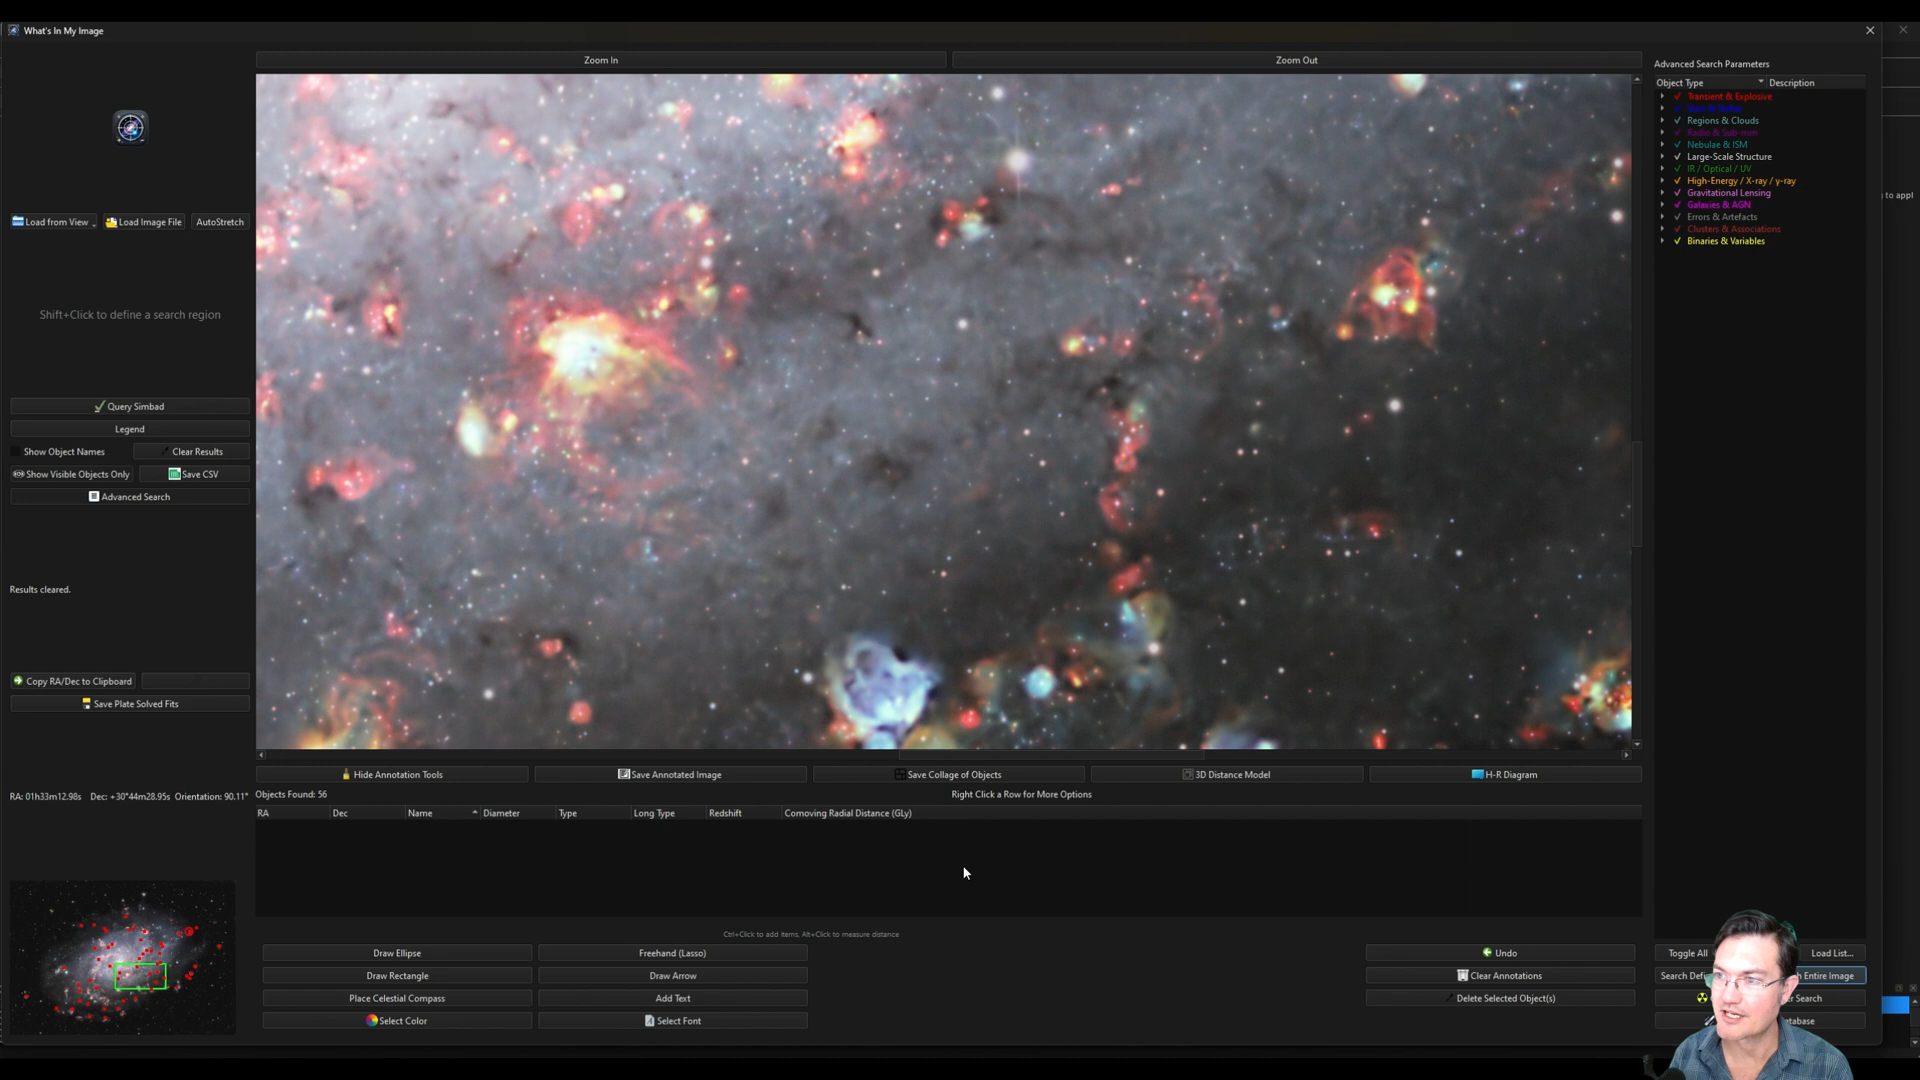 What's In My Image
Zoom In
Zoom Out
Advanced Search Parameters
Object Type
Description
Transient & Explosive
Regions & Clouds
Radio & Sub-mm
Nebulae & ISM
Large-Scale Structure
IR / Optical / UV
High-Energy / X-ray / γ-ray
Gravitational Lensing
Galaxies & AGN
Errors & Artefacts
Clusters & Associations
Binaries & Variables
to appl
Load from View
Load Image File
AutoStretch
Shift+Click to define a search region
Query Simbad
Legend
Show Object Names
Clear Results
Show Visible Objects Only
Save CSV
Advanced Search
Results cleared.
Copy RA/Dec to Clipboard
Save Plate Solved Fits
RA: 01h33m12.98s Dec: +30°44m28.95s Orientation: 90.11°
Hide Annotation Tools
Save Annotated Image
Save Collage of Objects
3D Distance Model
H-R Diagram
Objects Found: 56
Right Click a Row for More Options
RA
Dec
Name
Diameter
Type
Long Type
Redshift
Comoving Radial Distance (GLy)
Ctrl+Click to add items, Alt+Click to measure distance
Draw Ellipse
Freehand (Lasso)
Undo
Draw Rectangle
Draw Arrow
Clear Annotations
Place Celestial Compass
Add Text
Delete Selected Object(s)
Select Color
Select Font
Toggle All
Load List...
Search Defi
Entire Image
Search